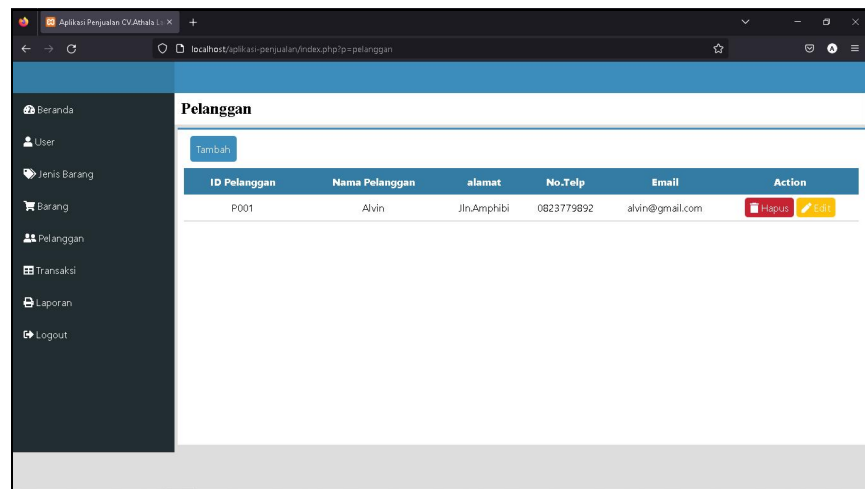 Aplikasi Penjualan CV.Athala
localhost/aplikasi-penjualan/index.php?p=pelanggan
Beranda
User
Jenis Barang
Barang
Pelanggan
Transaksi
Laporan
Logout
Pelanggan
Tambah
ID Pelanggan Nama Pelanggan alamat No.Telp Email Action
P001 Alvin Jln.Amphibi 0823779892 alvin@gmail.com Hapus Edit